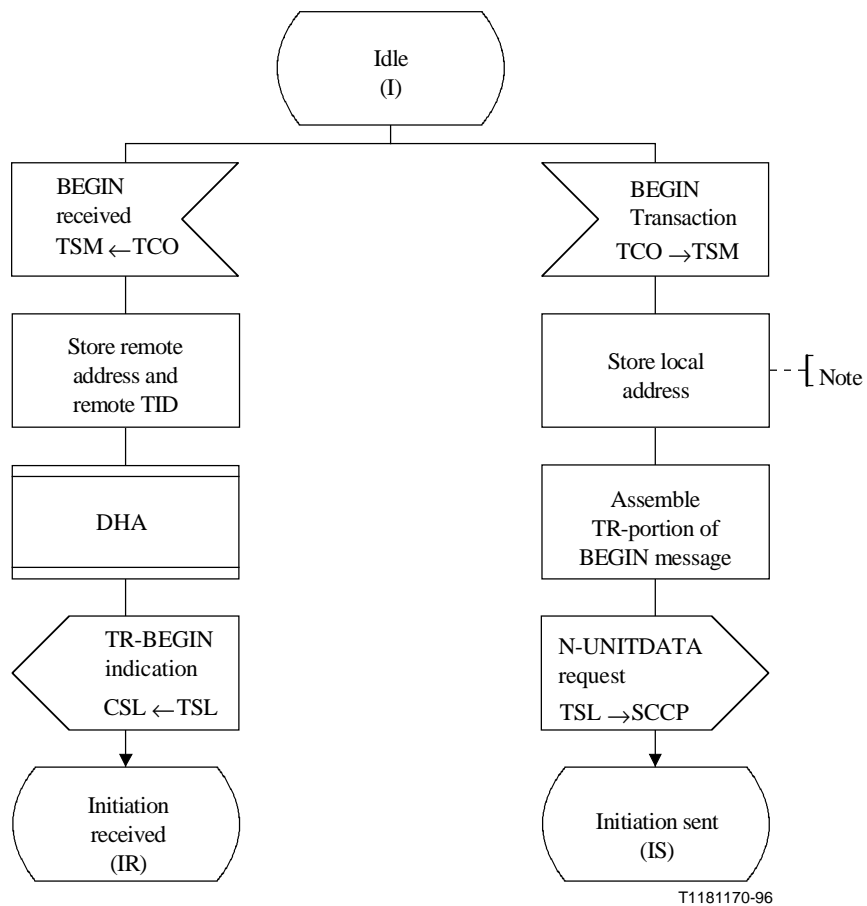 Idle
(I)
BEGIN
received
TSM ←TCO
BEGIN
Transaction
TCO →TSM
Store remote
address and
remote TID
Store local
address
Note
DHA
Assemble
TR-portion of
BEGIN message
TR-BEGIN
indication
CSL ←TSL
N-UNITDATA
request
TSL →SCCP
Initiation
received
(IR)
Initiation sent
(IS)
T1181170-96